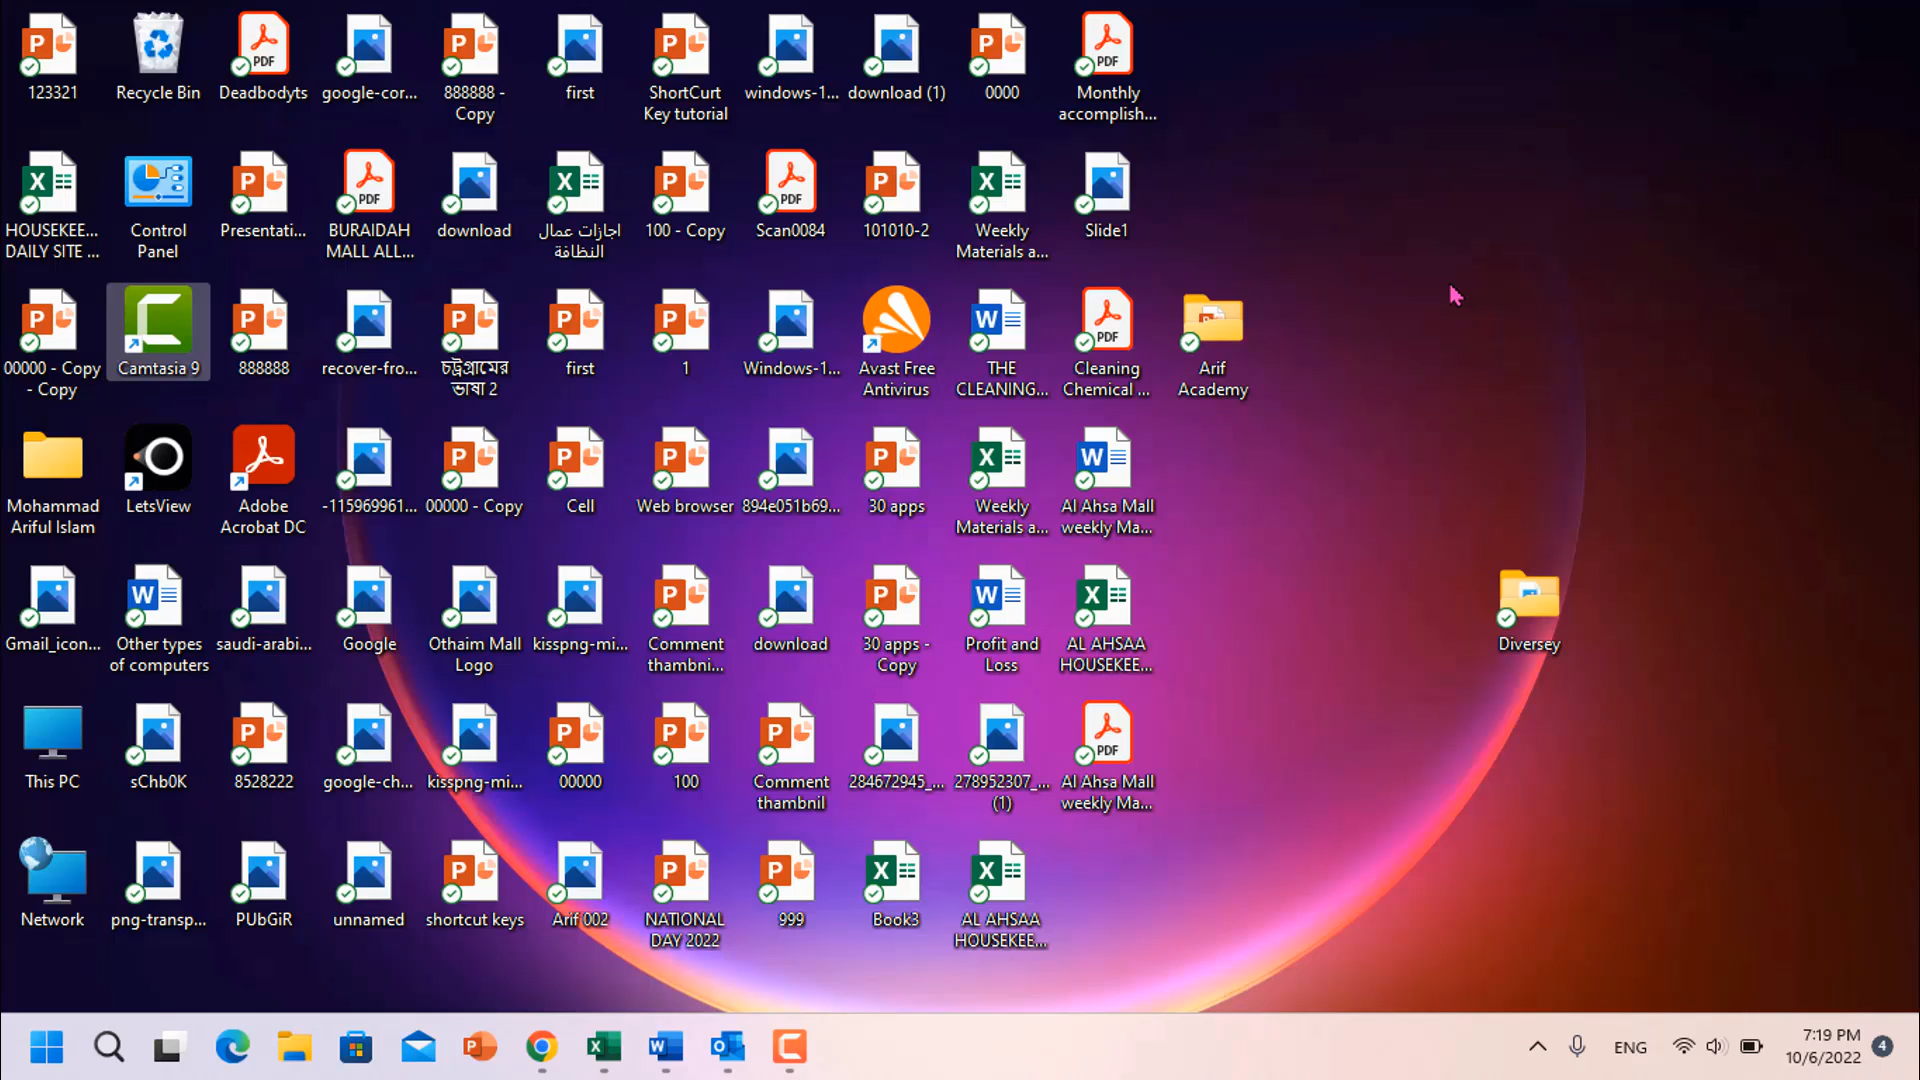 123321
Recycle Bin
Deadbodyts
google-cor...
888888 -
Copy
first
ShortCurt
Key tutorial
windows-1...
download (1)
0000
Monthly
accomplish...
HOUSEKEE...
DAILY SITE ...
Control
Panel
Presentati...
BURAIDAH
MALL ALL...
download
اجازات عمال
النظافة
100 - Copy
Scan0084
101010-2
Weekly
Materials a...
Slide1
00000 - Copy
- Copy
Camtasia 9
888888
recover-fro...
চট্টগ্রামের
ভাষা 2
first
1
Windows-1...
Avast Free
Antivirus
THE
CLEANING...
Cleaning
Chemical ...
Arif
Academy
Mohammad
Ariful Islam
LetsView
Adobe
Acrobat DC
-115969961...
00000 - Copy
Cell
Web browser
894e051b69...
30 apps
Weekly
Materials a...
Al Ahsa Mall
weekly Ma...
Gmail_icon...
Other types
of computers
saudi-arabi...
Google
Othaim Mall
Logo
kisspng-mi...
Comment
thambni...
download
30 apps -
Copy
Profit and
Loss
AL AHSAA
HOUSEKEE...
Diversey
This PC
sChb0K
8528222
google-ch...
kisspng-mi...
00000
100
Comment
thambnil
284672945_...
278952307_...
(1)
Al Ahsa Mall
weekly Ma...
Network
png-transp...
PUbGiR
unnamed
shortcut keys
Arif 002
NATIONAL
DAY 2022
999
Book3
AL AHSAA
HOUSEKEE...
ENG
7:19 PM
10/6/2022
4